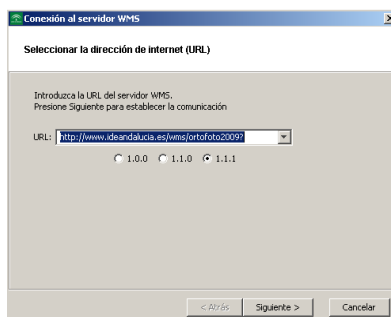 Conexión al servidor WMS
Seleccionar la dirección de internet (URL)
Introduzca la URL del servidor WMS.
Presione Siguiente para establecer la comunicación
URL: http://www.ideandalucia.es/wms/ortofoto2009?
1.0.0 1.1.0 1.1.1
< Atrás Siguiente > Cancelar